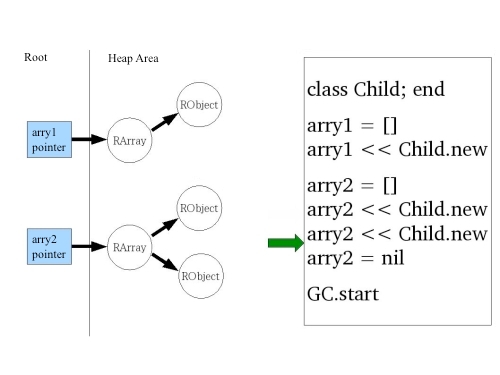 Root
Heap Area
RObject
arry1
pointer
RArray
RObject
arry2
pointer
RArray
RObject
class Child; end
arry1 = []
arry1 << Child.new
arry2 = []
arry2 << Child.new
arry2 << Child.new
arry2 = nil
GC.start